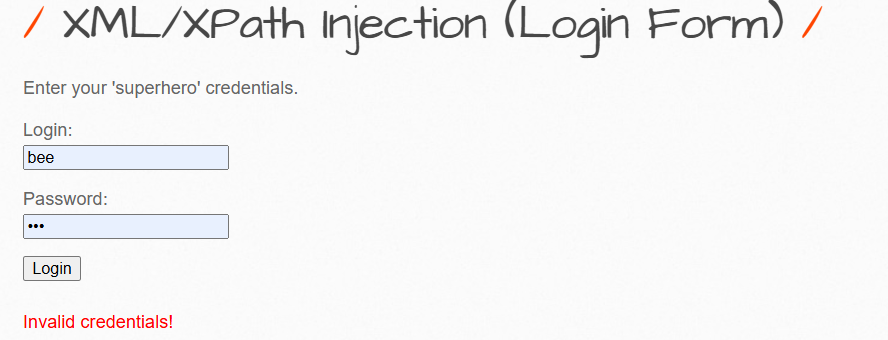 / XML/XPath Injection (Login Form) /
Enter your 'superhero' credentials.
Login:
bee
Password:
•••
Login
Invalid credentials!